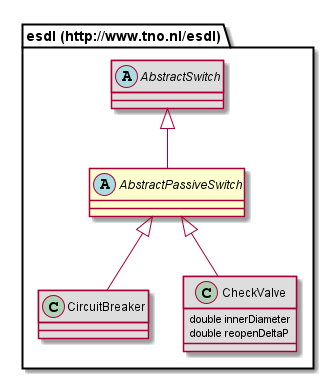 esdl (http://www.tno.nl/esdl)
A AbstractSwitch
A AbstractPassiveSwitch
C CircuitBreaker
C CheckValve
double innerDiameter
double reopenDeltaP